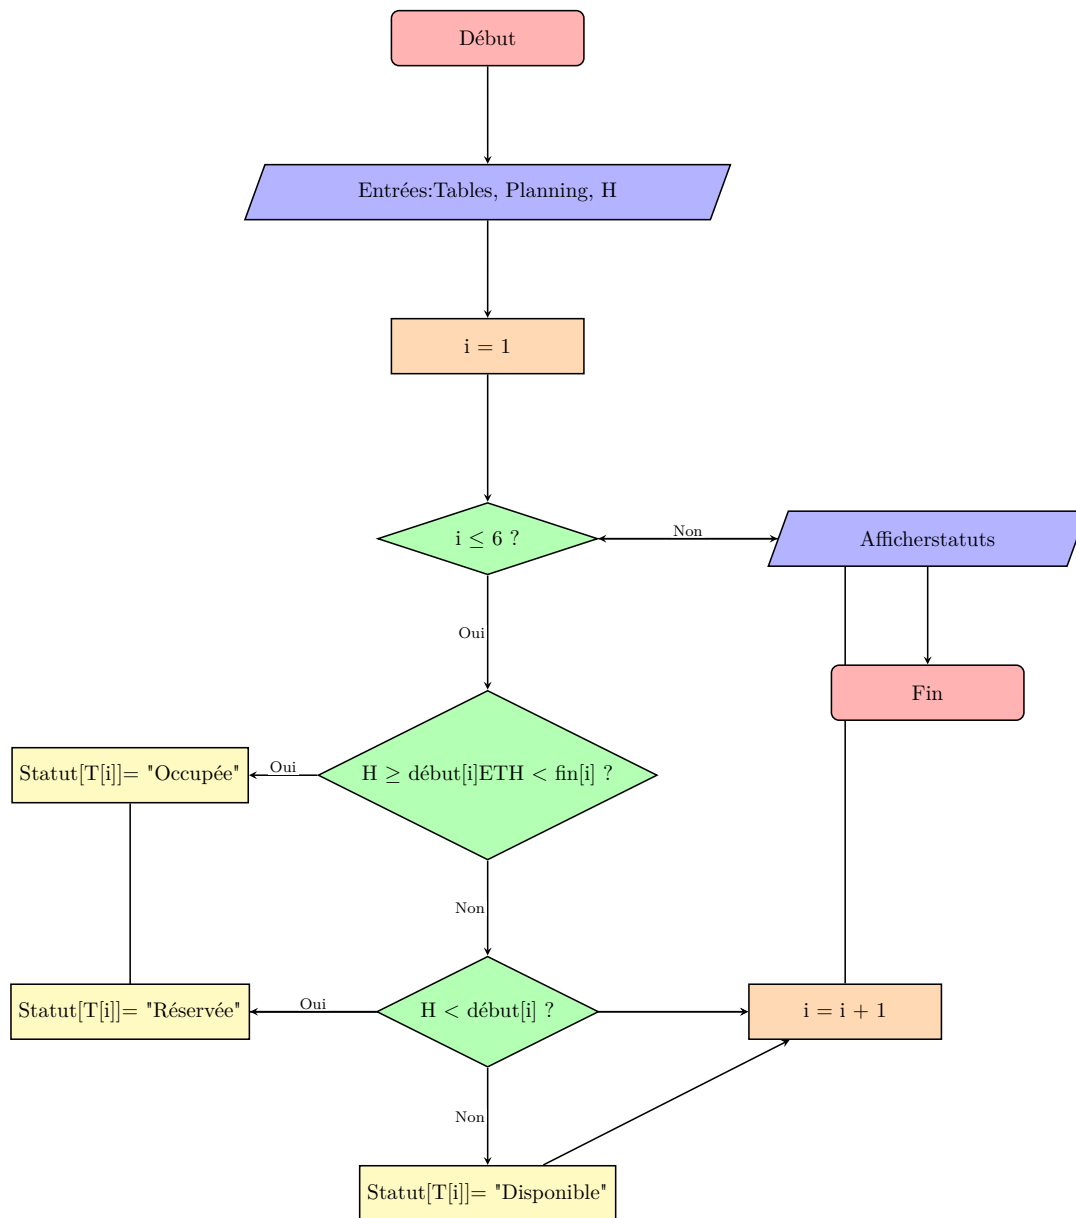 Début
Entrées:Tables, Planning, H
i = 1
i ≤ 6 ?
Non
Afficherstatuts
Oui
Fin
Statut[T[i]]= "Occupée"
Oui
H ≥ début[i]ETH < fin[i] ?
Non
Statut[T[i]]= "Réservée"
Oui
H < début[i] ?
i = i + 1
Non
Statut[T[i]]= "Disponible"